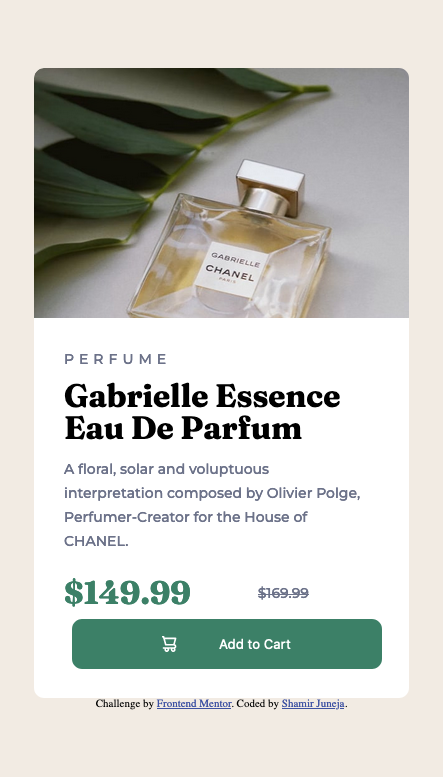 GABRIELLE
CHANEL
PARIS
PERFUME
Gabrielle Essence
Eau De Parfum
A floral, solar and voluptuous
interpretation composed by Olivier Polge,
Perfumer-Creator for the House of
CHANEL.
$149.99 $169.99
Add to Cart
Challenge by Frontend Mentor. Coded by Shamir Juneja.